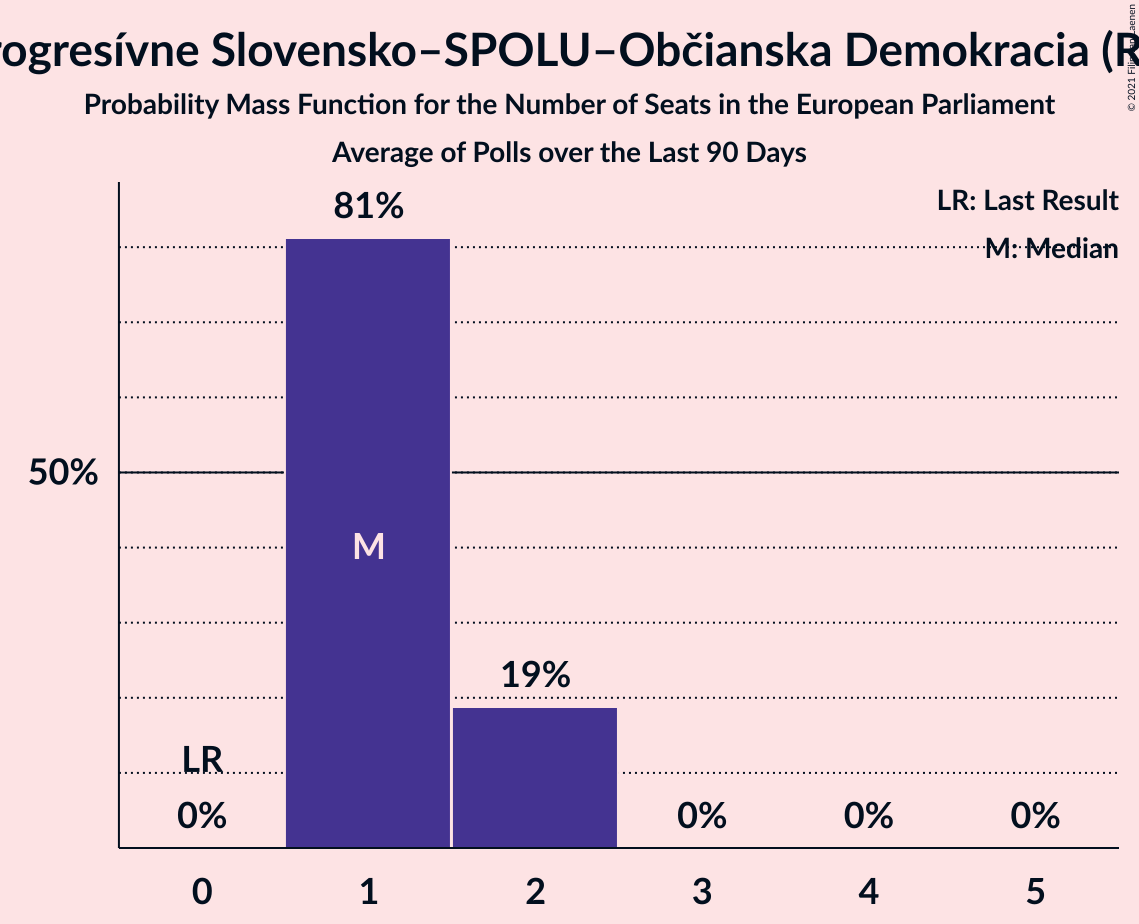 rogresívne Slovensko–SPOLU–Občianska Demokracia (R
Probability Mass Function for the Number of Seats in the European Parliament
Average of Polls over the Last 90 Days
LR: Last Result
M: Median
81%
50%
M
19%
LR
0%
0%
0%
0%
0
1
2
3
4
5
© 2021